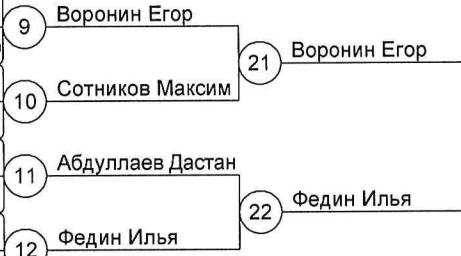 9 Воронин Егор
21 Воронин Егор
10 Сотников Максим
11 Абдуллаев Дастан
22 Федин Илья
12 Федин Илья